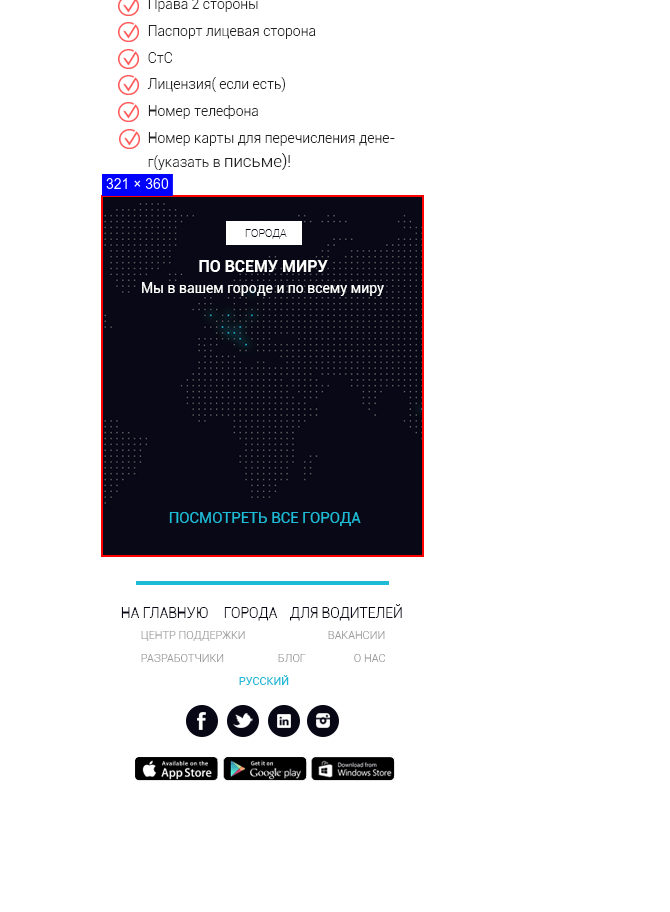 Права 2 стороны
Паспорт лицевая сторона
СтС
Лицензия( если есть)
Номер телефона
Номер карты для перечисления дене-
г(указать в письме)!
321 × 360
ГОРОДА
ПО ВСЕМУ МИРУ
Мы в вашем городе и по всему миру
ПОСМОТРЕТЬ ВСЕ ГОРОДА
НА ГЛАВНУЮ ГОРОДА ДЛЯ ВОДИТЕЛЕЙ
ЦЕНТР ПОДДЕРЖКИ ВАКАНСИИ
РАЗРАБОТЧИКИ БЛОГ О НАС
РУССКИЙ
Available on the Get it on Download from
App Store Google play Windows Store